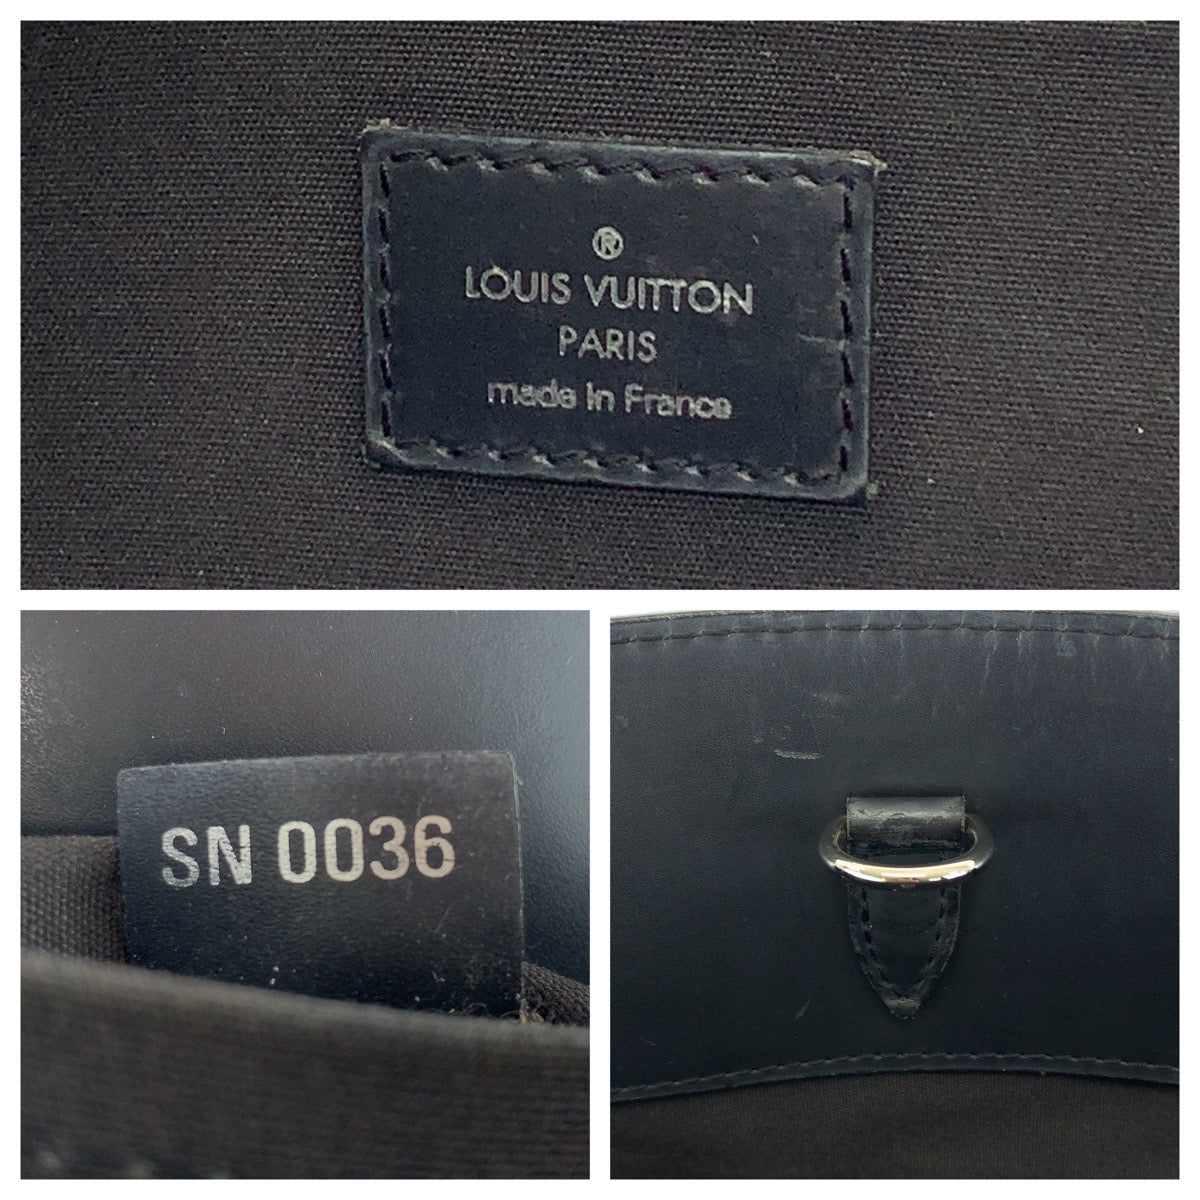 ®
LOUIS VUITTON
PARIS
made in France
SN 0036